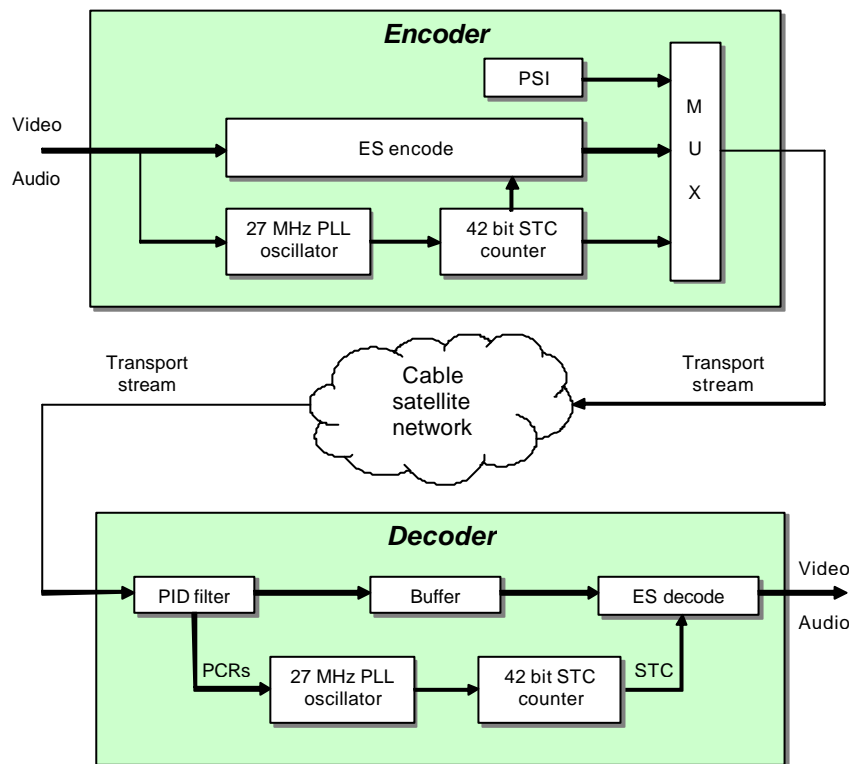 Encoder
PSI
M
U
X
Video
Audio
ES encode
27 MHz PLL
oscillator
42 bit STC
counter
Transport
stream
Cable
satellite
network
Transport
stream
Decoder
PID filter
Buffer
ES decode
Video
Audio
PCRs
27 MHz PLL
oscillator
42 bit STC
counter
STC